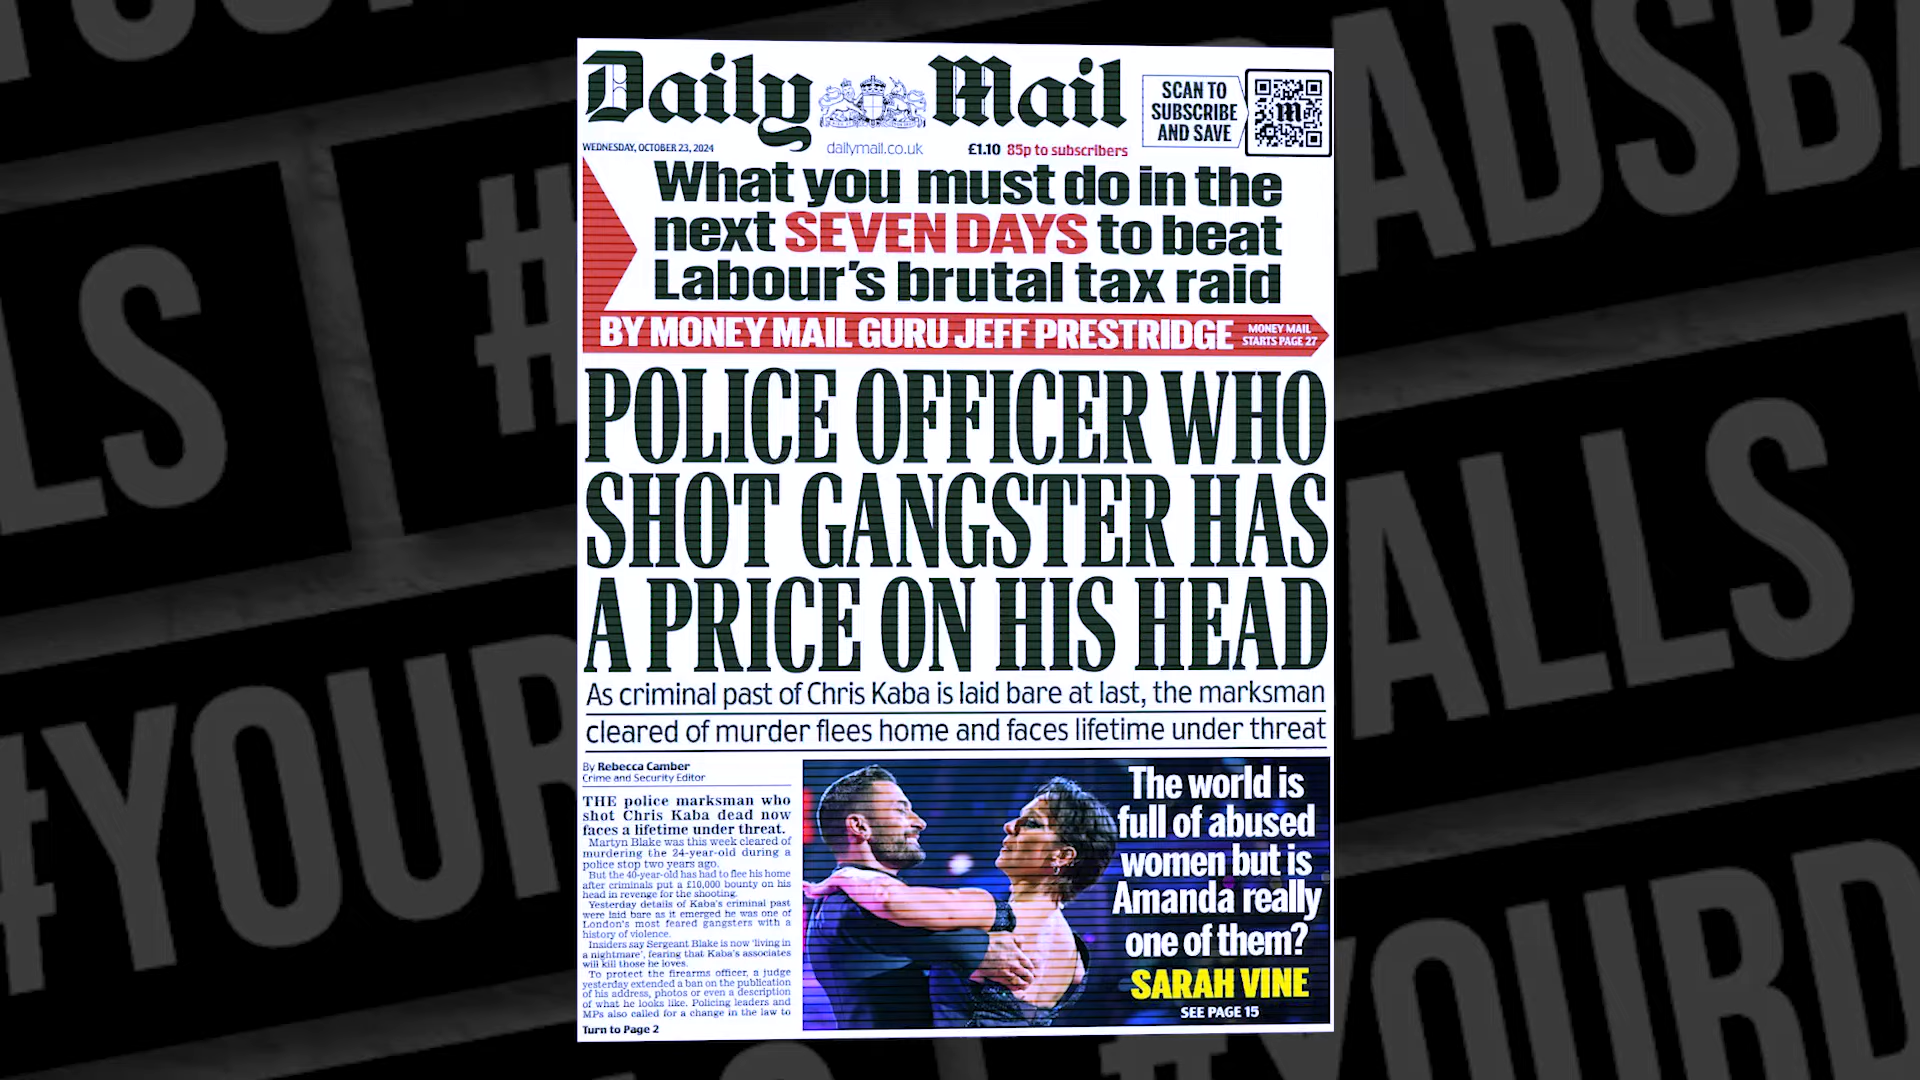 Daily Mail
SCAN TO
SUBSCRIBE
AND SAVE
WEDNESDAY, OCTOBER 23, 2024
dailymail.co.uk
£1.10 85p to subscribers
What you must do in the
next SEVEN DAYS to beat
Labour's brutal tax raid
BY MONEY MAIL GURU JEFF PRESTRIDGE
MONEY MAIL
STARTS PAGE 27
POLICE OFFICER WHO
SHOT GANGSTER HAS
A PRICE ON HIS HEAD
As criminal past of Chris Kaba is laid bare at last, the marksman
cleared of murder flees home and faces lifetime under threat
By Rebecca Camber
Crime and Security Editor
THE police marksman who
shot Chris Kaba dead now
faces a lifetime under threat.
Martyn Blake was this week cleared of
murdering the 24-year-old during a
police stop two years ago.
But the 40-year-old has had to flee his home
after criminals put a £10,000 bounty on his
head in revenge for the shooting.
Yesterday details of Kaba's criminal past
were laid bare as it emerged he was one of
London's most feared gangsters with a
history of violence.
Insiders say Sergeant Blake is now 'living in
a nightmare', fearing that Kaba's associates
will kill those he loves.
To protect the firearms officer, a judge
yesterday extended a ban on the publication
of his address, photos or even a description
of what he looks like. Policing leaders and
MPs also called for a change in the law to
Turn to Page 2
The world is
full of abused
women but is
Amanda really
one of them?
SARAH VINE
SEE PAGE 15
ADSBA
LS
#
ALLS
#YOUR
#YOURD